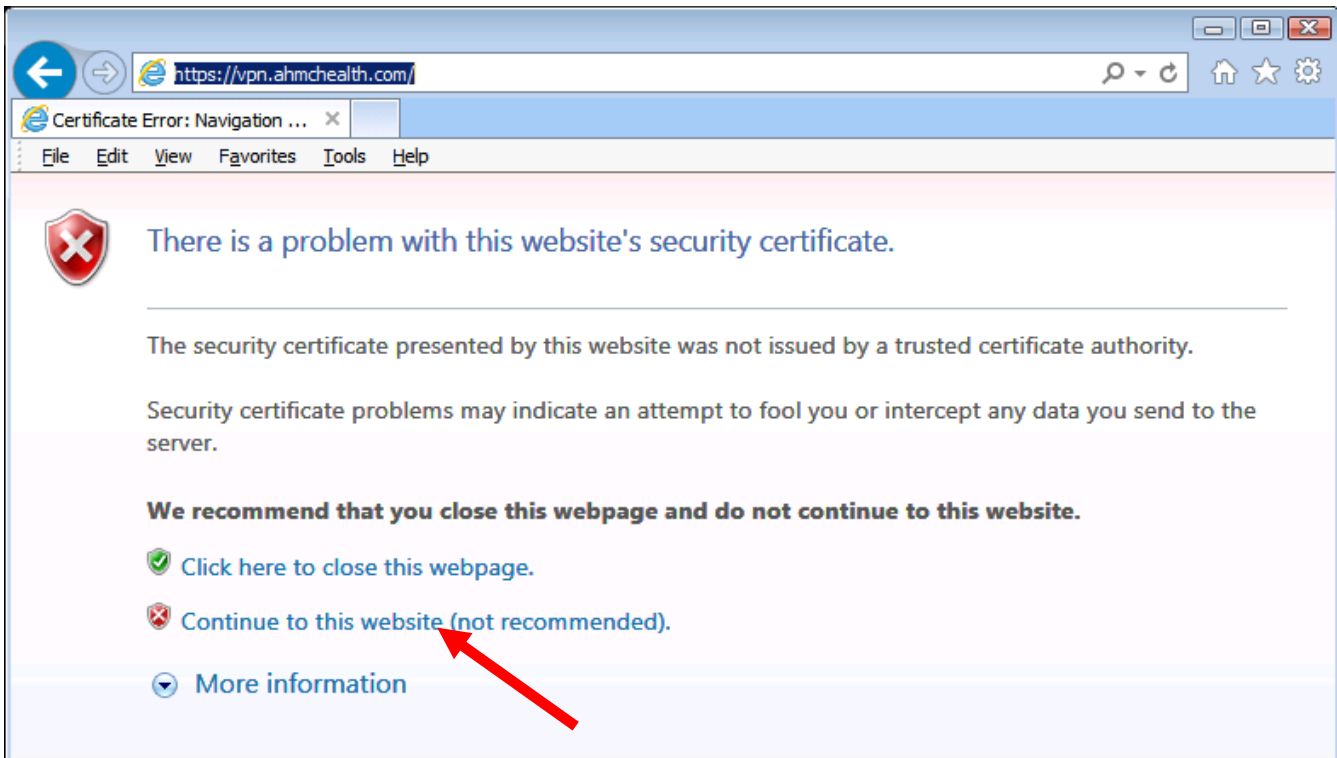 https://vpn.ahmchealth.com/
Certificate Error: Navigation ...
File Edit View Favorites Tools Help
There is a problem with this website's security certificate.
The security certificate presented by this website was not issued by a trusted certificate authority.
Security certificate problems may indicate an attempt to fool you or intercept any data you send to the
server.
We recommend that you close this webpage and do not continue to this website.
Click here to close this webpage.
Continue to this website (not recommended).
More information